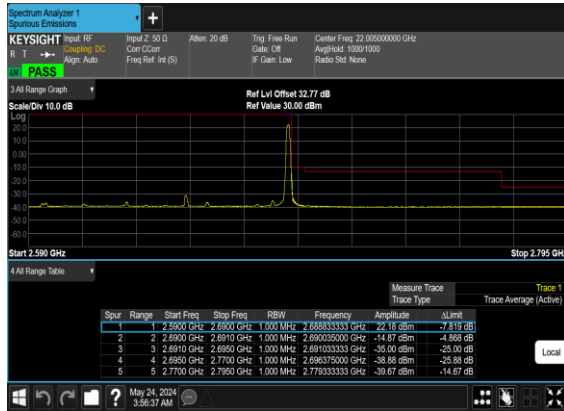 Spectrum Analyzer 1
Spurious Emissions
KEYSIGHT Input: RF Input Z: 50 Ω Atten: 20 dB Trig: Free Run Center Freq: 22.005000000 GHz
R T Coupling: DC Corr CCorr Gate: Off Avg|Hold: 1000/1000
Align: Auto Freq Ref: Int (S) IF Gain: Low Radio Std: None
PASS
3 All Range Graph
Ref Lvl Offset 32.77 dB
Scale/Div 10.0 dB Ref Value 30.00 dBm
Log
20.0
10.0
0.00
-10.0
-20.0
-30.0
-40.0
-50.0
-60.0
Start 2.590 GHz Stop 2.795 GH
4 All Range Table
Measure Trace Trace 1
Trace Type Trace Average (Active)
Spur Range Start Freq Stop Freq RBW Frequency Amplitude ΔLimit
1 1 2.5900 GHz 2.6900 GHz 1.000 MHz 2.688833333 GHz 22.18 dBm -7.819 dB
2 2 2.6900 GHz 2.6910 GHz 1.000 MHz 2.690035000 GHz -14.87 dBm -4.868 dB
3 3 2.6910 GHz 2.6950 GHz 1.000 MHz 2.691033333 GHz -35.00 dBm -25.00 dB
4 4 2.6950 GHz 2.7700 GHz 1.000 MHz 2.696375000 GHz -38.88 dBm -25.88 dB
5 5 2.7700 GHz 2.7950 GHz 1.000 MHz 2.779333333 GHz -39.67 dBm -14.67 dB
Local
?
May 24, 2024
3:56:37 AM